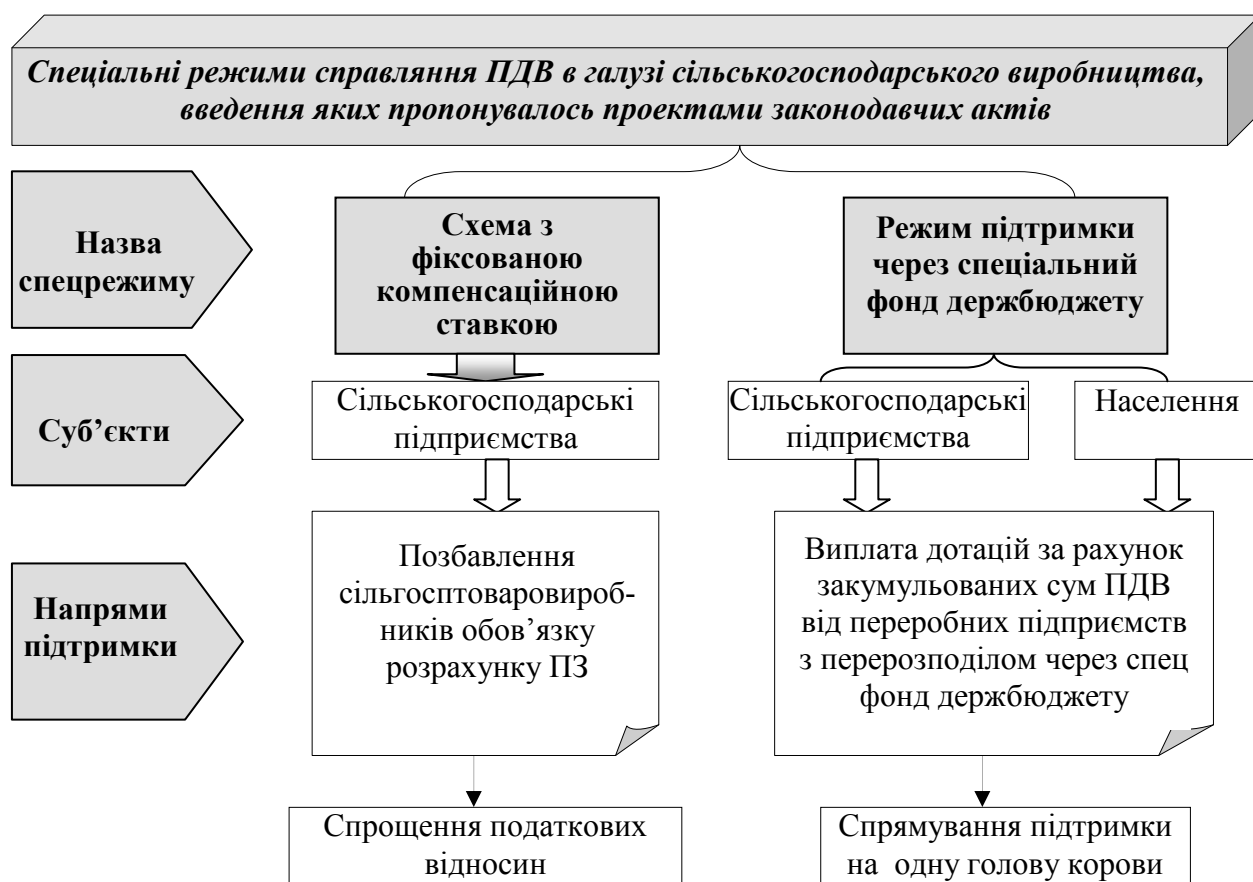 Спеціальні режими справляння ПДВ в галузі сільськогосподарського виробництва,
введення яких пропонувалось проектами законодавчих актів
Назва
спецрежиму
Схема з
фіксованою
компенсаційною
ставкою
Режим підтримки
через спеціальний
фонд держбюджету
Суб’єкти
Сільськогосподарські
підприємства
Сільськогосподарські
підприємства
Населення
Напрями
підтримки
Позбавлення
сільгосптоваровироб-
ників обов’язку
розрахунку ПЗ
Виплата дотацій за рахунок
закумульованих сум ПДВ
від переробних підприємств
з перерозподілом через спец
фонд держбюджету
Спрощення податкових
відносин
Спрямування підтримки
на одну голову корови